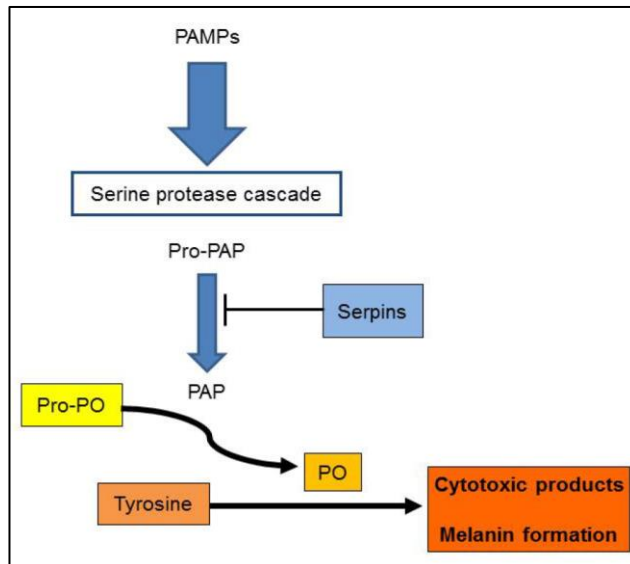 PAMPs
Serine protease cascade
Pro-PAP
Serpins
PAP
Pro-PO
PO
Tyrosine
Cytotoxic products
Melanin formation